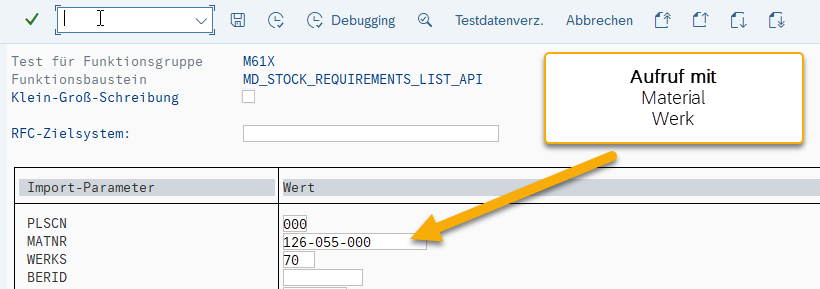 Debugging Testdatenverz. Abbrechen
Test für Funktionsgruppe M61X
Funktionsbaustein MD_STOCK_REQUIREMENTS_LIST_API
Klein-Groß-Schreibung
RFC-Zielsystem:
Aufruf mit
Material
Werk
Import-Parameter Wert
PLSCN 000
MATNR 126-055-000
WERKS 70
BERID